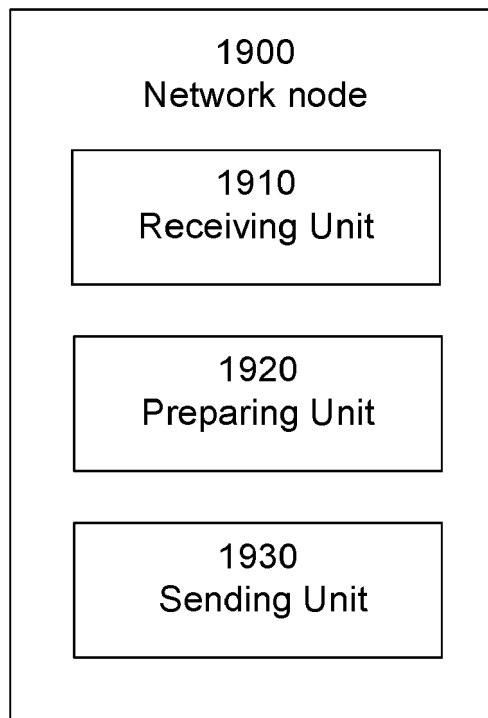 1900
Network node
1910
Receiving Unit
1920
Preparing Unit
1930
Sending Unit